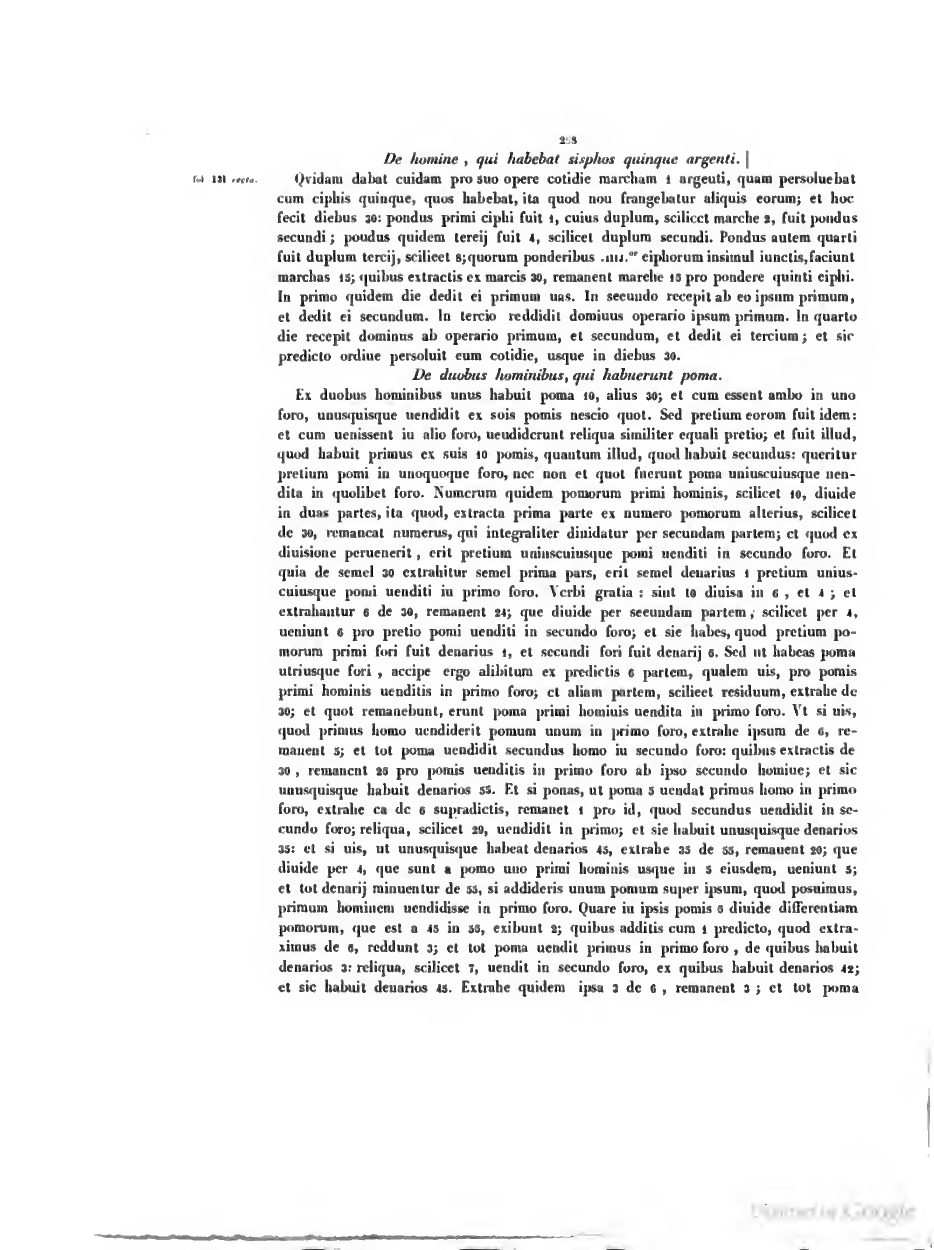 298
De homine , qui habebat sisphos quinque argenti. |
fol 131 recto.
Qvidam dabat cuidam pro suo opere cotidie marcham 1 argenti, quam persoluebat
cum ciphis quinque, quos habebat, ita quod non frangebatur aliquis eorum; et hoc
fecit diebus 30: pondus primi ciphi fuit 1, cuius duplum, scilicet marche 2, fuit pondus
secundi ; pondus quidem tercij fuit 4, scilicet duplum secundi. Pondus autem quarti
fuit duplum tercij, scilicet 8; quorum ponderibus .IIIJ.or ciphorum insimul iunctis, faciunt
marchas 15; quibus extractis ex marcis 30, remanent marche 15 pro pondere quinti ciphi.
In primo quidem die dedit ei primum uas. In secundo recepit ab eo ipsum primum,
et dedit ei secundum. In tercio reddidit dominus operario ipsum primum. In quarto
die recepit dominus ab operario primum, et secundum, et dedit ei tercium ; et sic
predicto ordine persoluit eum cotidie, usque in diebus 30.
De duobus hominibus, qui habuerunt poma.
Ex duobus hominibus unus habuit poma 10, alius 30; et cum essent ambo in uno
foro, unusquisque uendidit ex suis pomis nescio quot. Sed pretium eorom fuit idem:
et cum uenissent in alio foro, uendiderunt reliqua similiter equali pretio; et fuit illud,
quod habuit primus ex suis 10 pomis, quantum illud, quod habuit secundus: queritur
pretium pomi in unoquoque foro, nec non et quot fuerunt poma uniuscuiusque uen-
dita in quolibet foro. Numerum quidem pomorum primi hominis, scilicet 10, diuide
in duas partes, ita quod, extracta prima parte ex numero pomorum alterius, scilicet
de 30, remaneat numerus, qui integraliter diuidatur per secundam partem; et quod ex
diuisione peruenerit , erit pretium uniuscuiusque pomi uenditi in secundo foro. Et
quia de semel 30 extrahitur semel prima pars, erit semel denarius 1 pretium unius-
cuiusque pomi uenditi in primo foro. Verbi gratia : sint 10 diuisa in 6 , et 4 ; et
extrahantur 6 de 30, remanent 24; que diuide per secundam partem, scilicet per 4,
ueniunt 6 pro pretio pomi uenditi in secundo foro; et sie habes, quod pretium po-
morum primi fori fuit denarius 1, et secundi fori fuit denarij 6. Sed ut habeas poma
utriusque fori , accipe ergo alibitum ex predictis 6 partem, qualem uis, pro pomis
primi hominis uenditis in primo foro; et aliam partem, scilicet residuum, extrahe de
30; et quot remanebunt, erunt poma primi hominis uendita in primo foro. Vt si uis,
quod primus homo uendiderit pomum unum in primo foro, extrahe ipsum de 6, re-
manent 5; et tot poma uendidit secundus homo in secundo foro: quibus extractis de
30 , remanent 25 pro pomis uenditis in primo foro ab ipso secundo homine; et sic
unusquisque habuit denarios 55. Et si ponas, ut poma 5 uendat primus homo in primo
foro, extrahe ea de 6 supradictis, remanet 1 pro id, quod secundus uendidit in se-
cundo foro; reliqua, scilicet 29, uendidit in primo; et sie habuit unusquisque denarios
35: et si uis, ut unusquisque habeat denarios 45, extrahe 35 de 55, remanent 20; que
diuide per 4, que sunt a pomo uno primi hominis usque in 5 eiusdem, ueniunt 5;
et tot denarij minuentur de 55, si addideris unum pomum super ipsum, quod posuimus,
primum hominem uendidisse in primo foro. Quare in ipsis pomis 5 diuide differentiam
pomorum, que est a 45 in 55, exibunt 2; quibus additis cum 1 predicto, quod extra-
ximus de 6, reddunt 3; et tot poma uendit primus in primo foro , de quibus habuit
denarios 3: reliqua, scilicet 7, uendit in secundo foro, ex quibus habuit denarios 42;
et sic habuit denarios 45. Extrahe quidem ipsa 3 de 6 , remanent 3 ; et tot poma